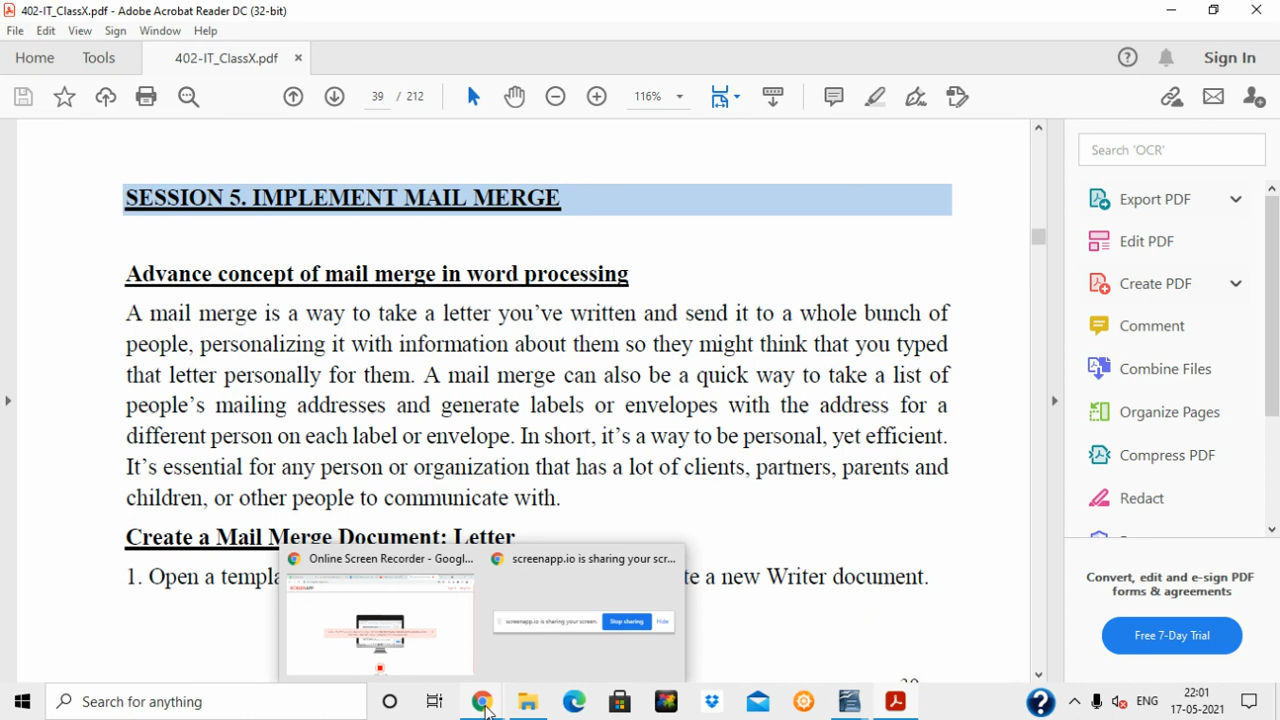 402-IT_ClassX.pdf - Adobe Acrobat Reader DC (32-bit)
File Edit View Sign Window Help
Home Tools 402-IT_ClassX.pdf × Sign In
39 / 212 116%
SESSION 5. IMPLEMENT MAIL MERGE
Advance concept of mail merge in word processing
A mail merge is a way to take a letter you've written and send it to a whole bunch of
people, personalizing it with information about them so they might think that you typed
that letter personally for them. A mail merge can also be a quick way to take a list of
people's mailing addresses and generate labels or envelopes with the address for a
different person on each label or envelope. In short, it's a way to be personal, yet efficient.
It's essential for any person or organization that has a lot of clients, partners, parents and
children, or other people to communicate with.
Create a Mail Merge Document: Letter
1. Open a templa te a new Writer document.
Online Screen Recorder - Googl...
screenapp.io is sharing your scr...
screenapp.io is sharing your screen. Stop sharing Hide
Search 'OCR'
Export PDF
Edit PDF
Create PDF
Comment
Combine Files
Organize Pages
Compress PDF
Redact
Convert, edit and e-sign PDF
forms & agreements
Free 7-Day Trial
Search for anything
ENG
22:01
17-05-2021